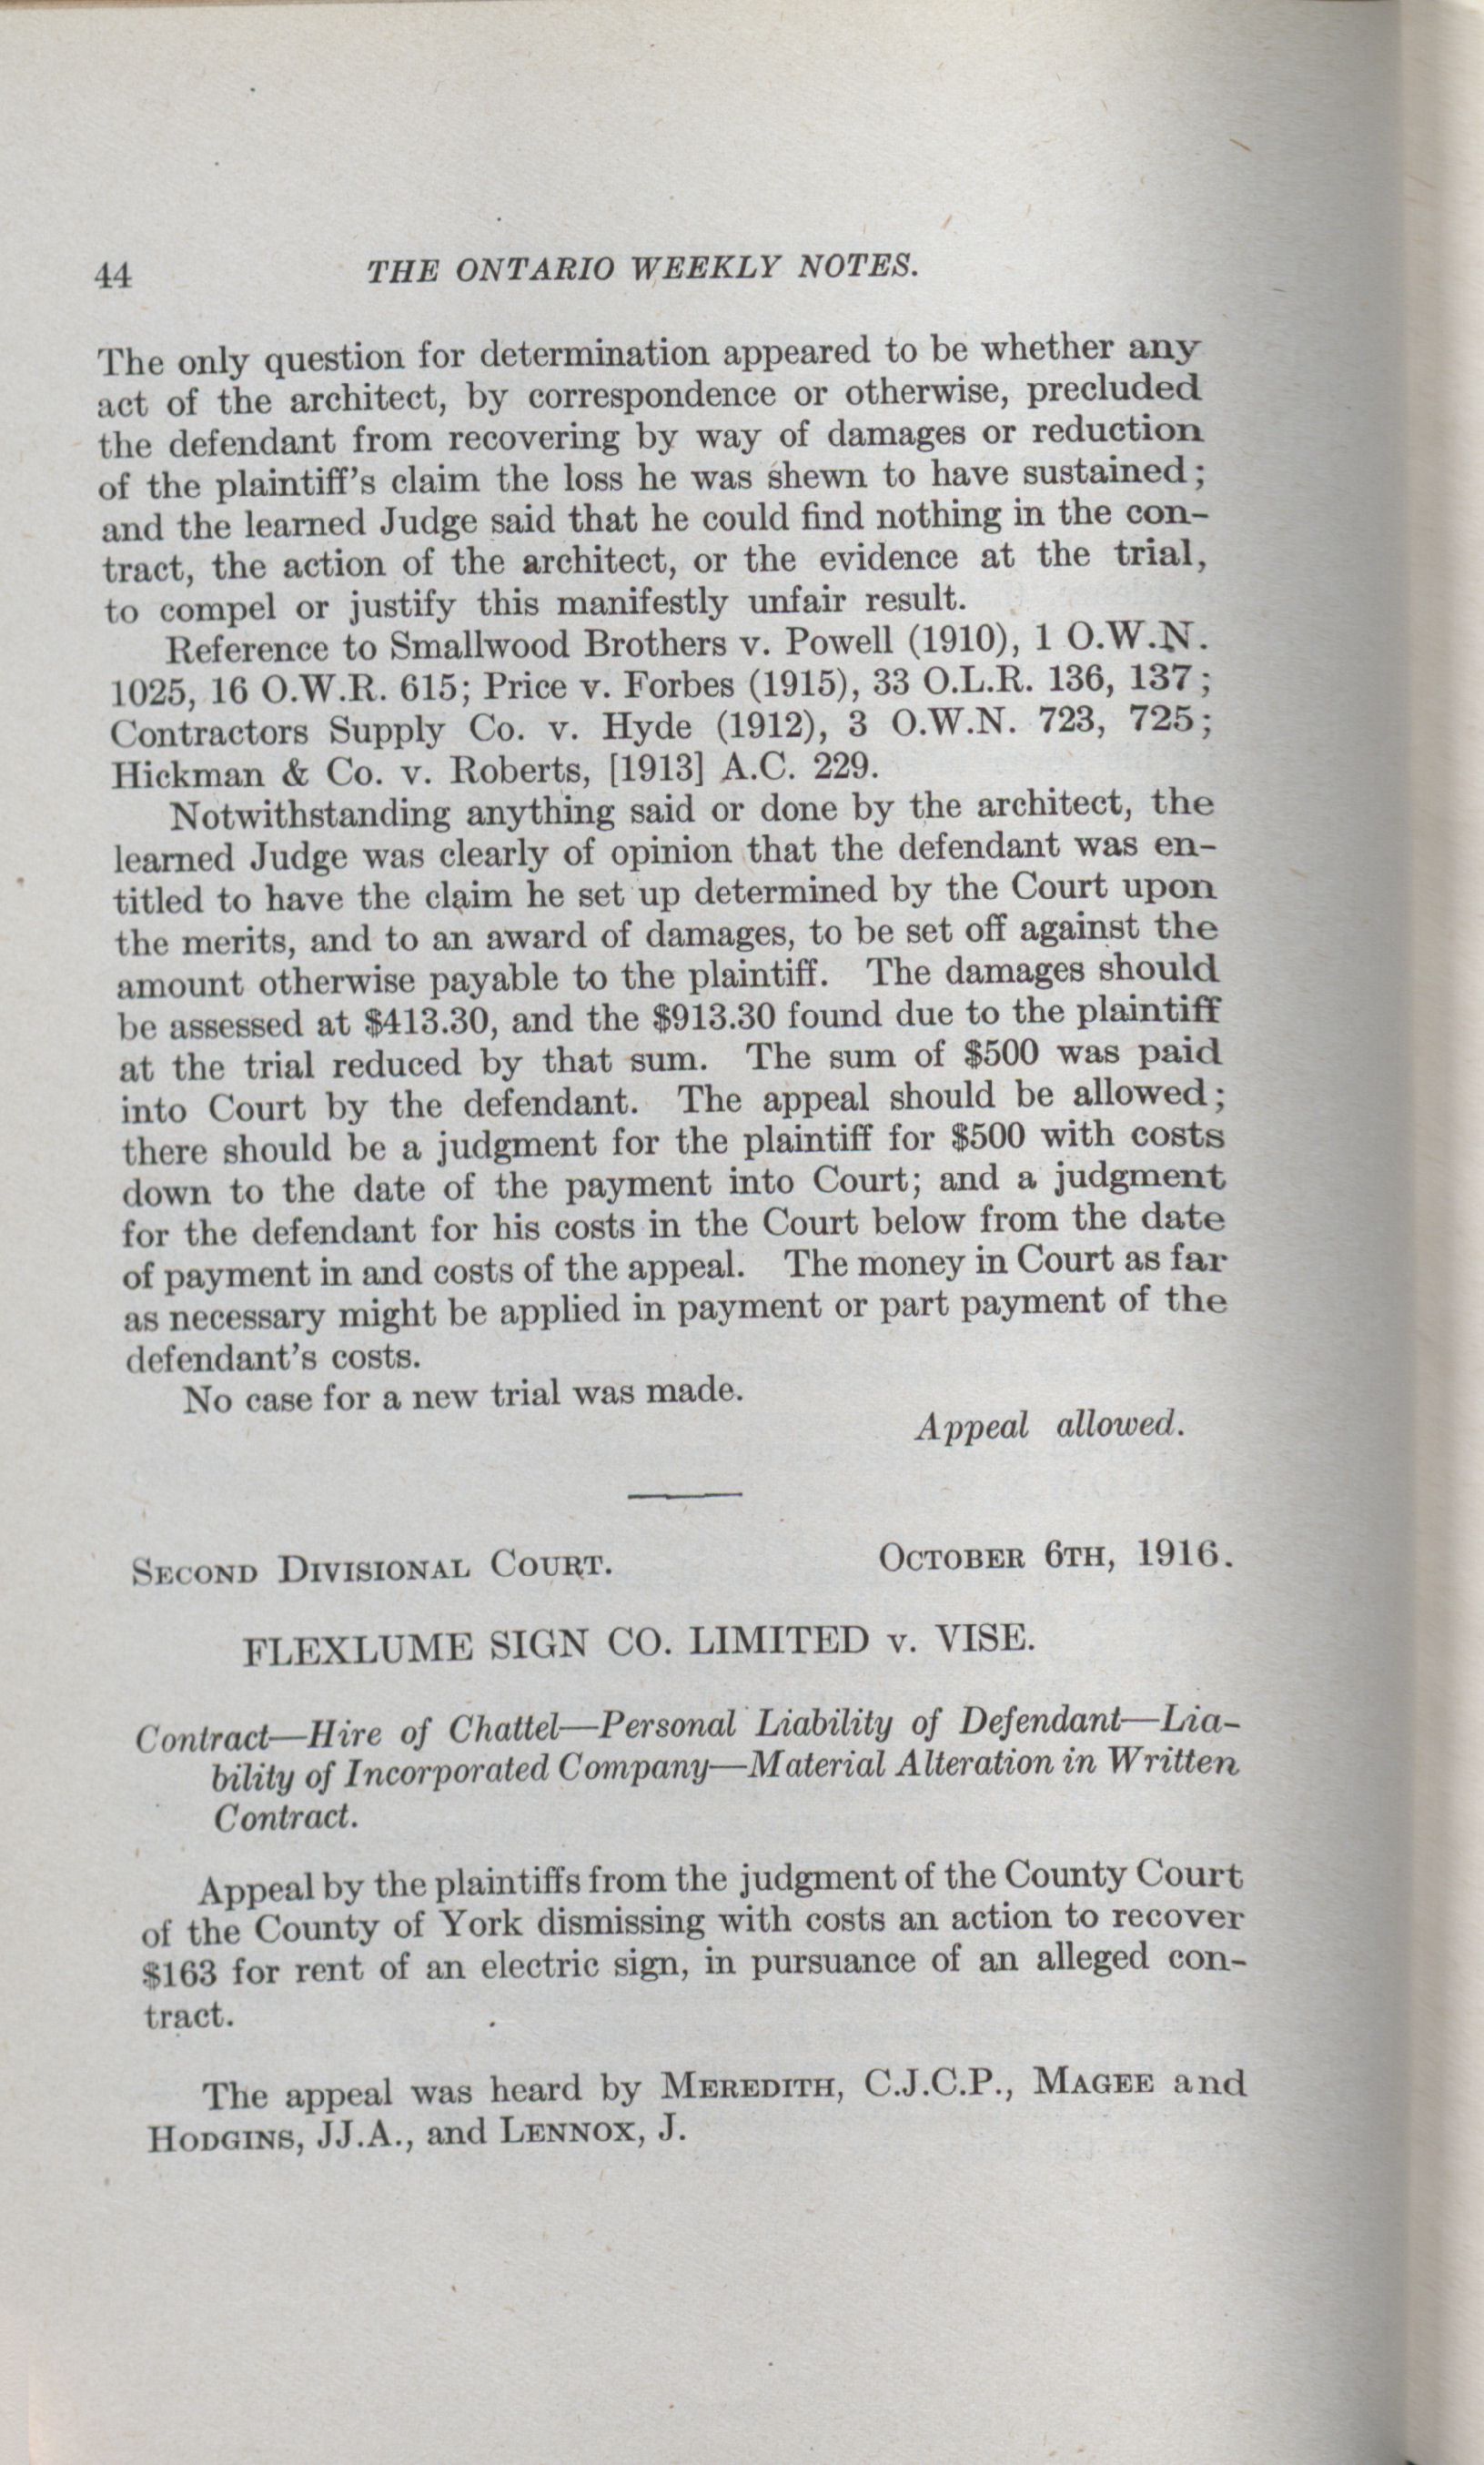 44 THE ONTARIO WEEKLY NOTES.
The only question for determination appeared to be whether any
act of the architect, by correspondence or otherwise, precluded
the defendant from recovering by way of damages or reduction
of the plaintiff's claim the loss he was shewn to have sustained;
and the learned Judge said that he could find nothing in the con-
tract, the action of the architect, or the evidence at the trial,
to compel or justify this manifestly unfair result.
Reference to Smallwood Brothers v. Powell (1910), 1 O.W.N.
1025, 16 O.W.R. 615; Price v. Forbes (1915), 33 O.L.R. 136, 137;
Contractors Supply Co. v. Hyde (1912), 3 O.W.N. 723, 725;
Hickman & Co. v. Roberts, [1913] A.C. 229.
Notwithstanding anything said or done by the architect, the
learned Judge was clearly of opinion that the defendant was en-
titled to have the claim he set up determined by the Court upon
the merits, and to an award of damages, to be set off against the
amount otherwise payable to the plaintiff. The damages should
be assessed at $413.30, and the $913.30 found due to the plaintiff
at the trial reduced by that sum. The sum of $500 was paid
into Court by the defendant. The appeal should be allowed;
there should be a judgment for the plaintiff for $500 with costs
down to the date of the payment into Court; and a judgment
for the defendant for his costs in the Court below from the date
of payment in and costs of the appeal. The money in Court as far
as necessary might be applied in payment or part payment of the
defendant's costs.
No case for a new trial was made.
Appeal allowed.
SECOND DIVISIONAL COURT. OCTOBER 6TH, 1916.
FLEXLUME SIGN CO. LIMITED v. VISE.
Contract—Hire of Chattel—Personal Liability of Defendant—Lia-
bility of Incorporated Company—Material Alteration in Written
Contract.
Appeal by the plaintiffs from the judgment of the County Court
of the County of York dismissing with costs an action to recover
$163 for rent of an electric sign, in pursuance of an alleged con-
tract.
The appeal was heard by MEREDITH, C.J.C.P., MAGEE and
HODGINS, JJ.A., and LENNOX, J.